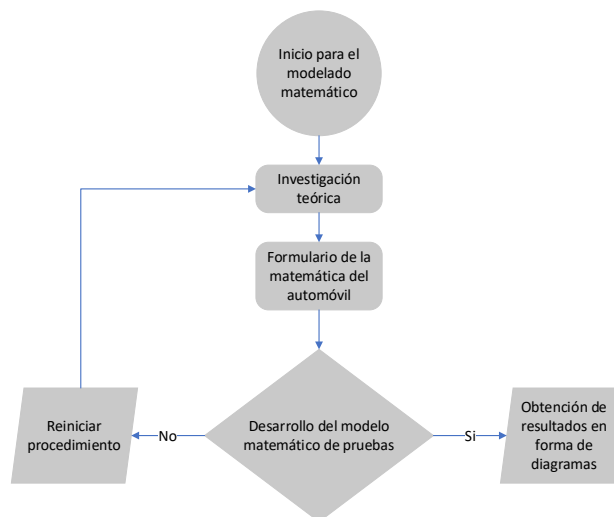 Inicio para el
modelado
matemático
Investigación
teórica
Formulario de la
matemática del
automóvil
Desarrollo del modelo
matemático de pruebas
No
Reiniciar
procedimiento
Si
Obtención de
resultados en
forma de
diagramas